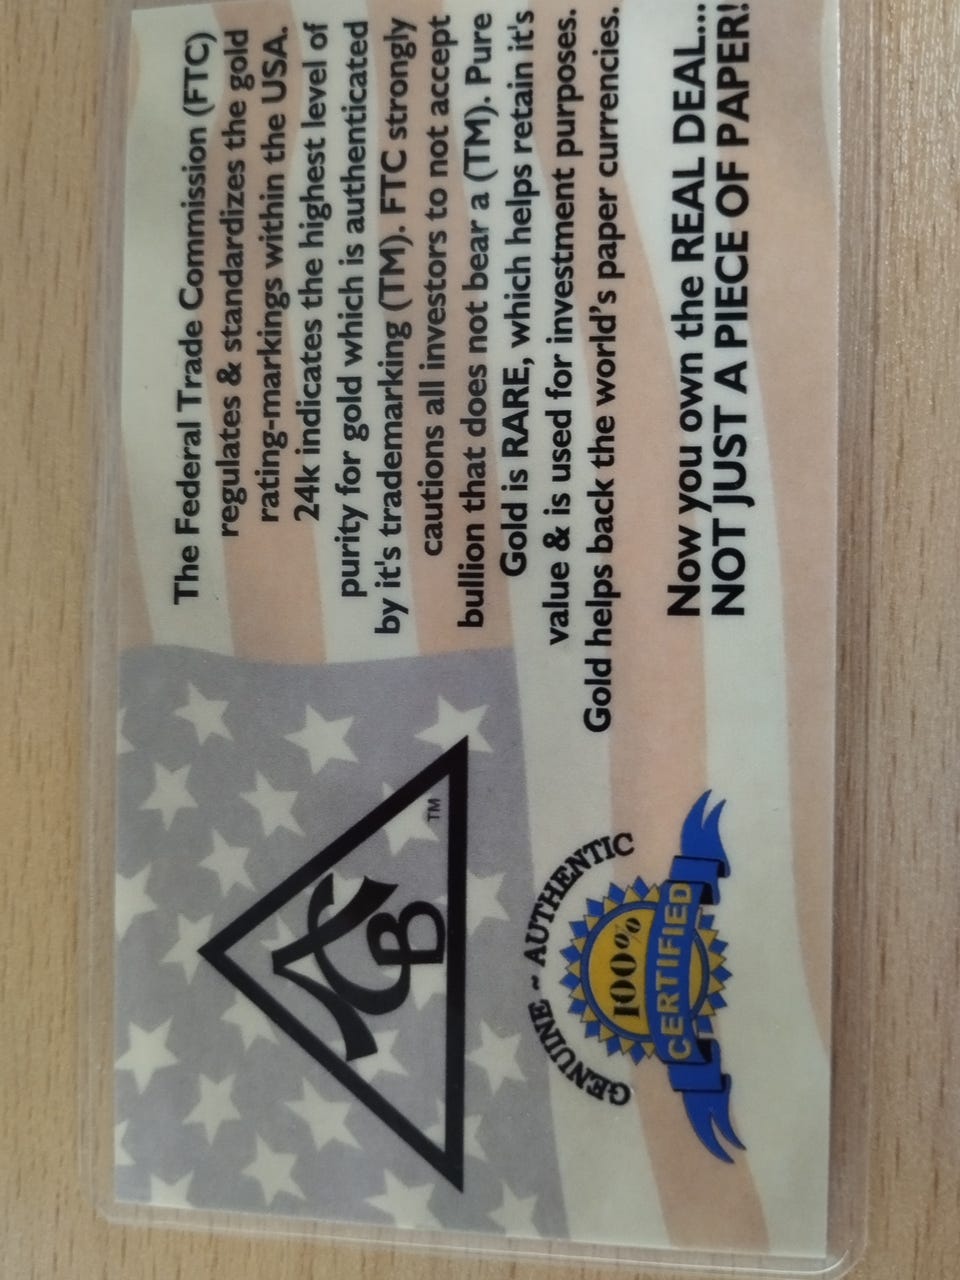 The Federal Trade Commission (FTC)
regulates & standardizes the gold
rating-markings within the USA.
24k indicates the highest level of
purity for gold which is authenticated
by it's trademarking (TM). FTC strongly
cautions all investors to not accept
bullion that does not bear a (TM). Pure
Gold is RARE, which helps retain it's
value & is used for investment purposes.
Gold helps back the world's paper currencies.
Now you own the REAL DEAL...
NOT JUST A PIECE OF PAPER!
ACB
TM
GENUINE ~ AUTHENTIC
100%
CERTIFIED